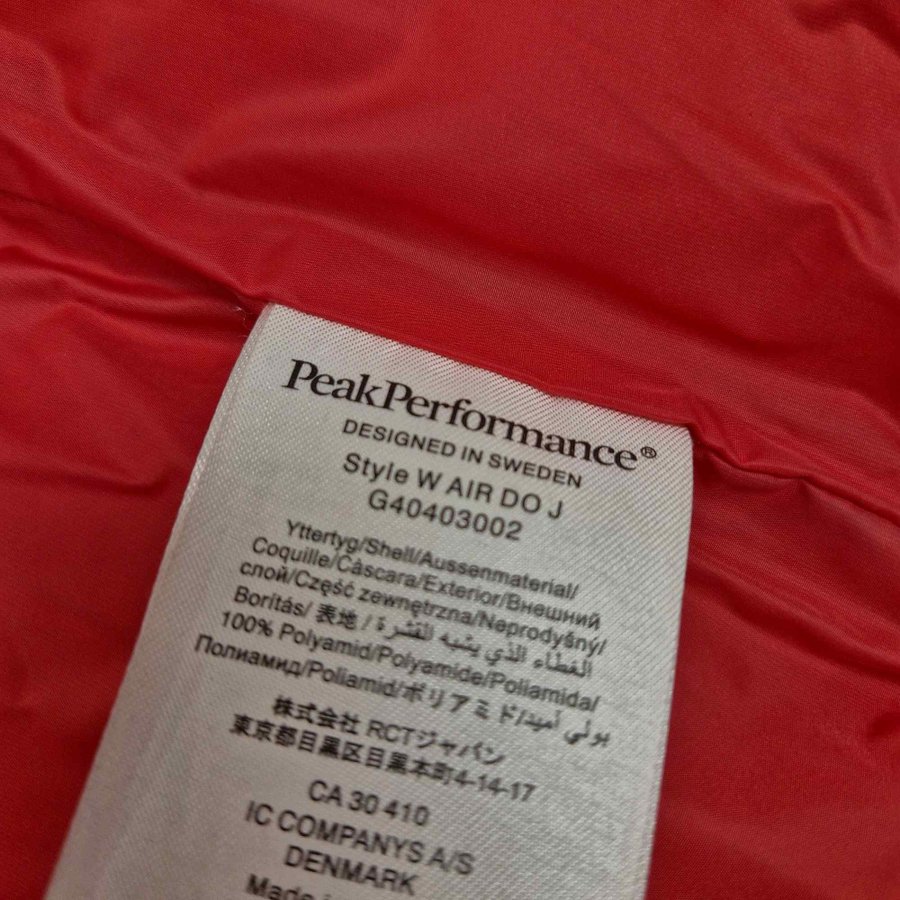 PeakPerformance®
DESIGNED IN SWEDEN
Style W AIR DO J
G40403002
Yttertyg/Shell/Aussenmaterial/
Coquille/Càscara/Exterior/Внешний
слой/Część zewnętrzna/Neprodyšný/
Borítás/表地/الغطاء الذي يشبه القشرة
100% Polyamid/Polyamide/Poliamida/
Полиамид/Poliamid/ポリアミド/بولي أميد
株式会社 RCTジャパン
東京都目黒区目黒本町4-14-17
CA 30 410
IC COMPANYS A/S
DENMARK
Made in